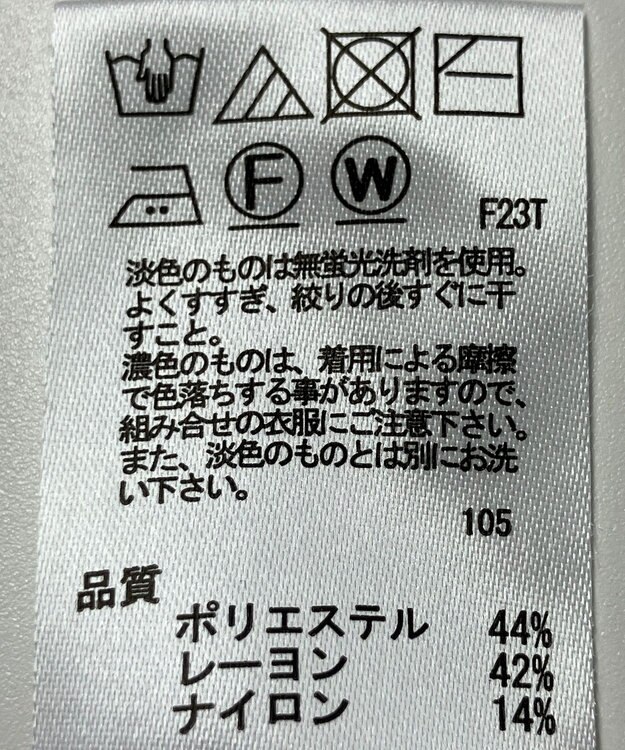 F W
F23T
淡色のものは無蛍光洗剤を使用。
よくすすぎ、絞りの後すぐに干
すこと。
濃色のものは、着用による摩擦
で色落ちする事がありますので、
組み合せの衣服にご注意下さい。
また、淡色のものとは別にお洗
い下さい。
105
品質
ポリエステル 44%
レーヨン 42%
ナイロン 14%